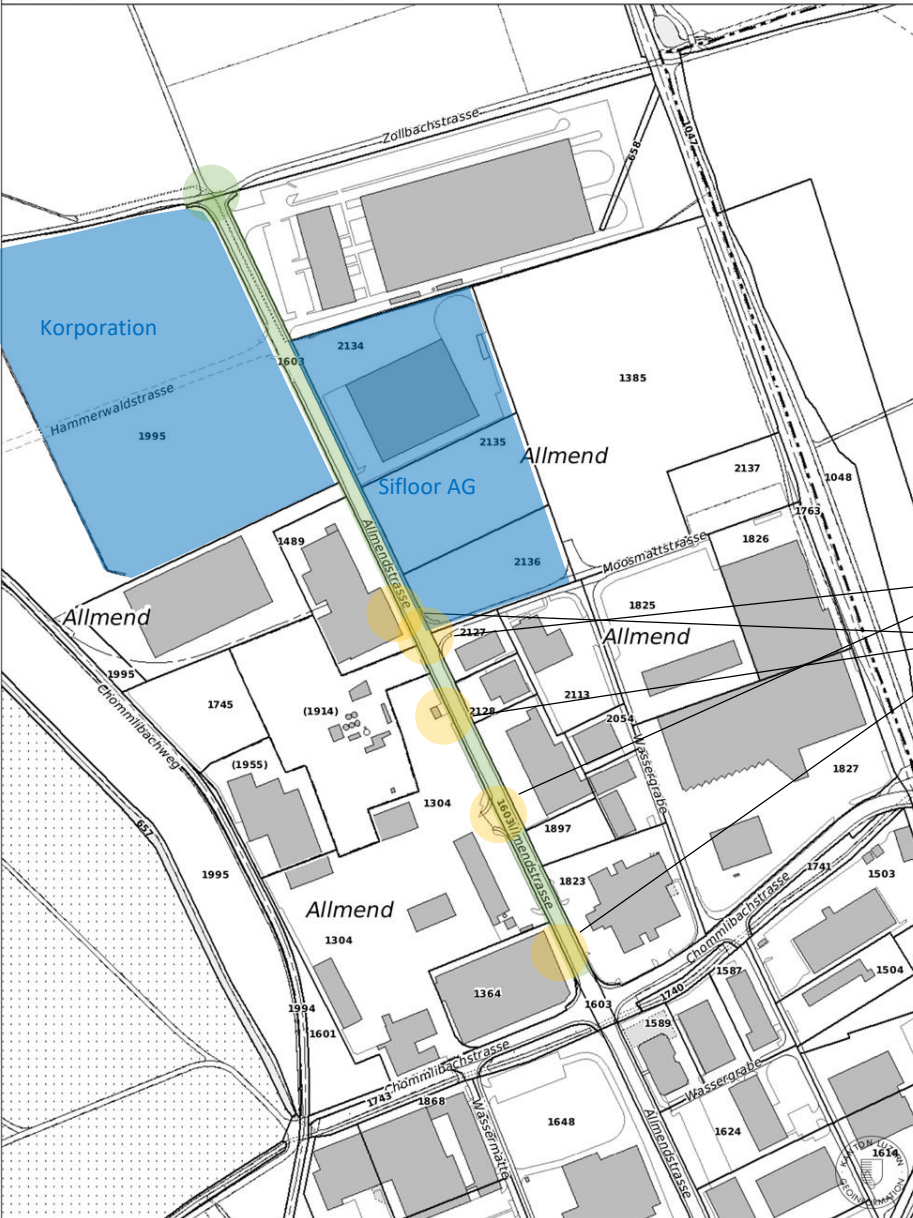 Zollbachstrasse
1047
658
Korporation
2134
1603
1385
Hammerwaldstrasse
1995
2135
Allmend
Sifloor AG
2137
1048
1763
1489
Allmendstrasse
2136
Moosmattstrasse
1826
Allmend
1825
2127
Allmend
1995
Chommlibachweg
1745
(1914)
2128
2113
2054
Wassergrabe
(1955)
1827
1304
1603
Allmendstrasse
657
1897
1741
1995
1823
1503
Allmend
1304
Chommlibachstrasse
1587
1504
1364
1740
1994
1603
1601
1589
Chommlibachstrasse
Wassergrabe
1743
1868
Wassermatte
1648
Allmendstrasse
1624
1614
KANTON LUZERN
GEOINFORMATION